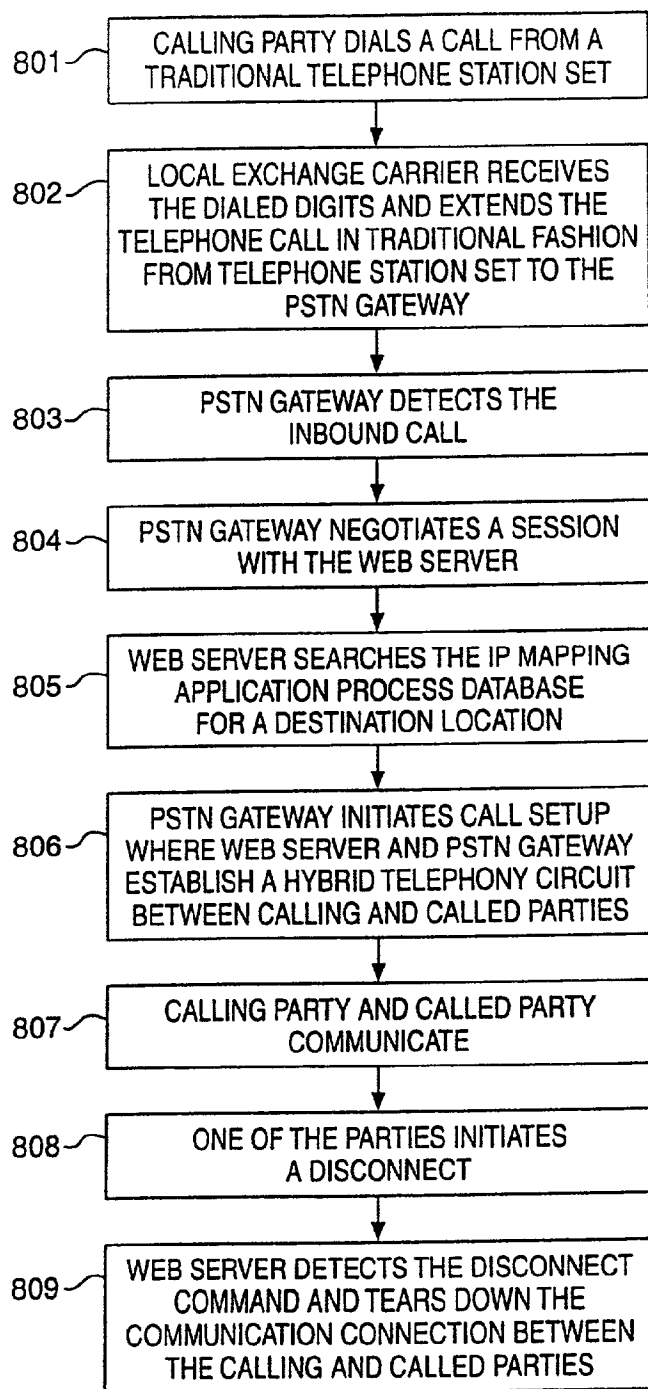 801
CALLING PARTY DIALS A CALL FROM A
TRADITIONAL TELEPHONE STATION SET
802
LOCAL EXCHANGE CARRIER RECEIVES
THE DIALED DIGITS AND EXTENDS THE
TELEPHONE CALL IN TRADITIONAL FASHION
FROM TELEPHONE STATION SET TO THE
PSTN GATEWAY
803
PSTN GATEWAY DETECTS THE
INBOUND CALL
804
PSTN GATEWAY NEGOTIATES A SESSION
WITH THE WEB SERVER
805
WEB SERVER SEARCHES THE IP MAPPING
APPLICATION PROCESS DATABASE
FOR A DESTINATION LOCATION
806
PSTN GATEWAY INITIATES CALL SETUP
WHERE WEB SERVER AND PSTN GATEWAY
ESTABLISH A HYBRID TELEPHONY CIRCUIT
BETWEEN CALLING AND CALLED PARTIES
807
CALLING PARTY AND CALLED PARTY
COMMUNICATE
808
ONE OF THE PARTIES INITIATES
A DISCONNECT
809
WEB SERVER DETECTS THE DISCONNECT
COMMAND AND TEARS DOWN THE
COMMUNICATION CONNECTION BETWEEN
THE CALLING AND CALLED PARTIES